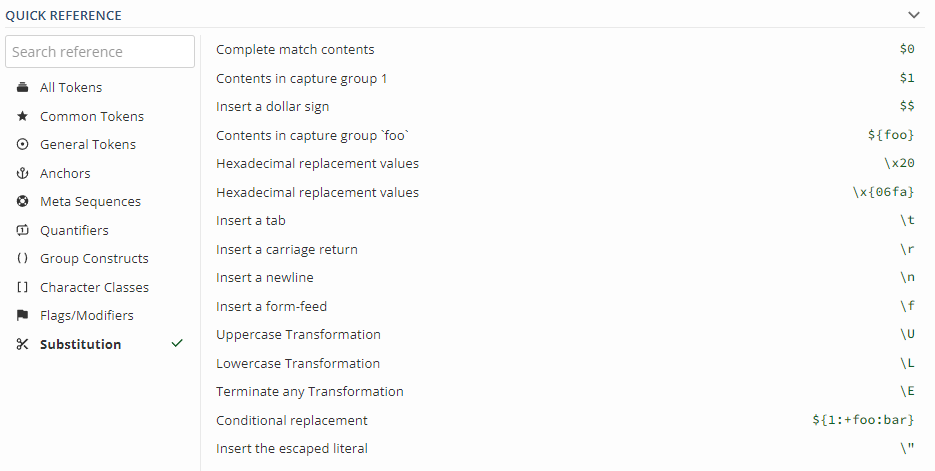 QUICK REFERENCE
Search reference
All Tokens
Common Tokens
General Tokens
Anchors
Meta Sequences
Quantifiers
Group Constructs
Character Classes
Flags/Modifiers
Substitution
Complete match contents $0
Contents in capture group 1 $1
Insert a dollar sign $$
Contents in capture group `foo` ${foo}
Hexadecimal replacement values \x20
Hexadecimal replacement values \x{06fa}
Insert a tab \t
Insert a carriage return \r
Insert a newline \n
Insert a form-feed \f
Uppercase Transformation \U
Lowercase Transformation \L
Terminate any Transformation \E
Conditional replacement ${1:+foo:bar}
Insert the escaped literal \"